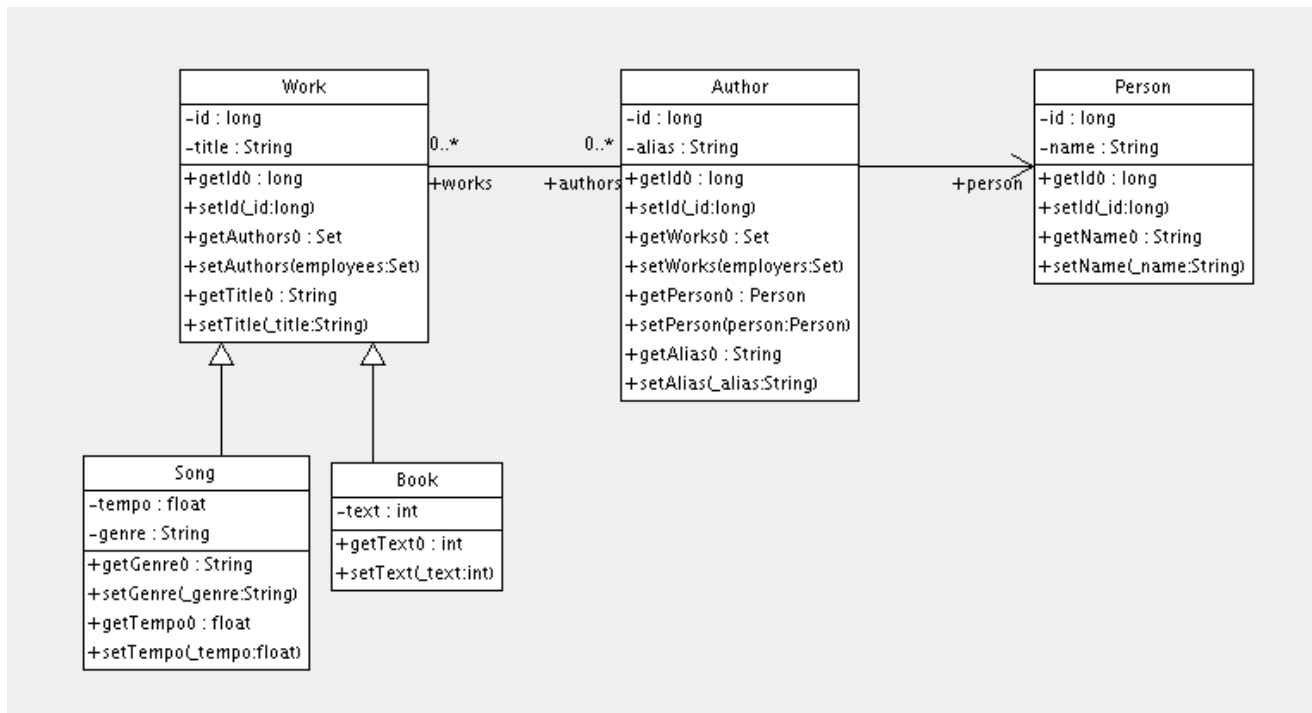 Work
-id : long
-title : String
+getId() : long
+setId(_id:long)
+getAuthors() : Set
+setAuthors(employees:Set)
+getTitle() : String
+setTitle(_title:String)
0..*
+works
0..*
+authors
Author
-id : long
-alias : String
+getId() : long
+setId(_id:long)
+getWorks() : Set
+setWorks(employers:Set)
+getPerson() : Person
+setPerson(person:Person)
+getAlias() : String
+setAlias(_alias:String)
+person
Person
-id : long
-name : String
+getId() : long
+setId(_id:long)
+getName() : String
+setName(_name:String)
Song
-tempo : float
-genre : String
+getGenre() : String
+setGenre(_genre:String)
+getTempo() : float
+setTempo(_tempo:float)
Book
-text : int
+getText() : int
+setText(_text:int)